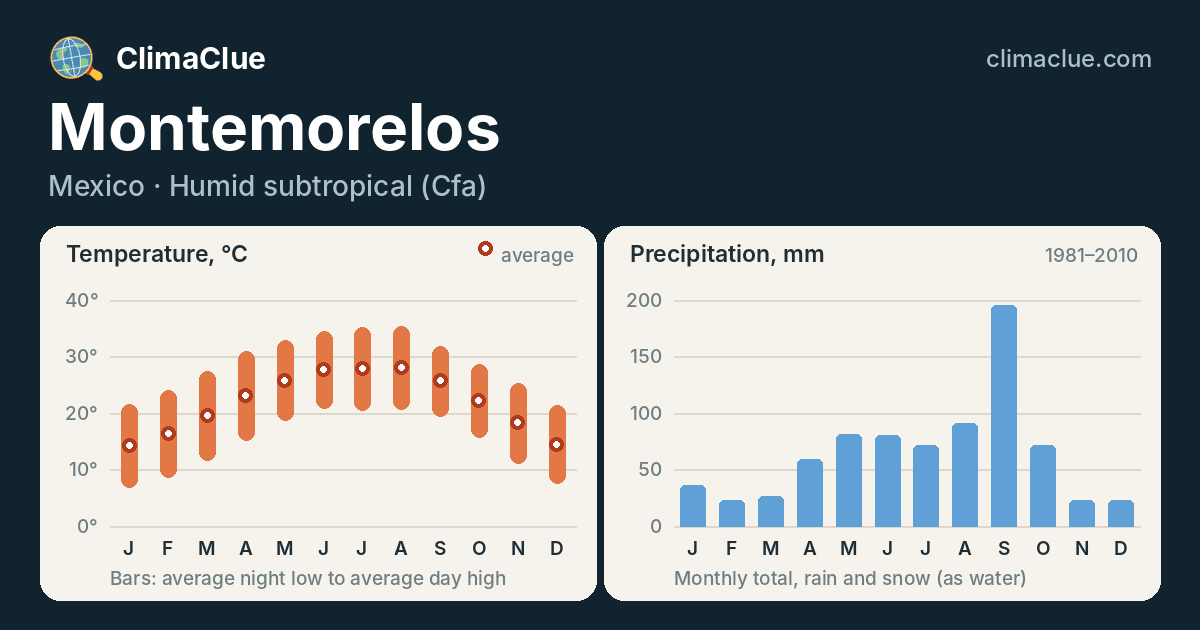 ClimaClue
climaclue.com
Montemorelos
Mexico · Humid subtropical (Cfa)
Temperature, °C
average
40°
30°
20°
10°
0°
J F M A M J J A S O N D
Bars: average night low to average day high
Precipitation, mm
1981–2010
200
150
100
50
0
J F M A M J J A S O N D
Monthly total, rain and snow (as water)